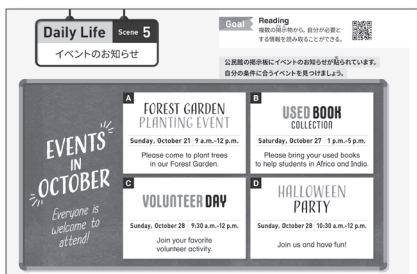 Daily Life Scene 5
イベントのお知らせ
Goal Reading
複数の掲示物から，自分が必要と
する情報を読み取ることができる。
公民館の掲示板にイベントのお知らせが貼られています。
自分の条件に合うイベントを見つけましょう。
EVENTS
IN
OCTOBER
Everyone is
welcome to
attend!
A
FOREST GARDEN
PLANTING EVENT
Sunday, October 21 9 a.m.-12 p.m.
Please come to plant trees
in our Forest Garden.
B
USED BOOK
COLLECTION
Saturday, October 27 1 p.m.-5 p.m.
Please bring your used books
to help students in Africa and India.
C
VOLUNTEER DAY
Sunday, October 28 9:30 a.m.-12 p.m.
Join your favorite
volunteer activity.
D
HALLOWEEN
PARTY
Sunday, October 28 10:30 a.m.-12 p.m.
Join us and have fun!